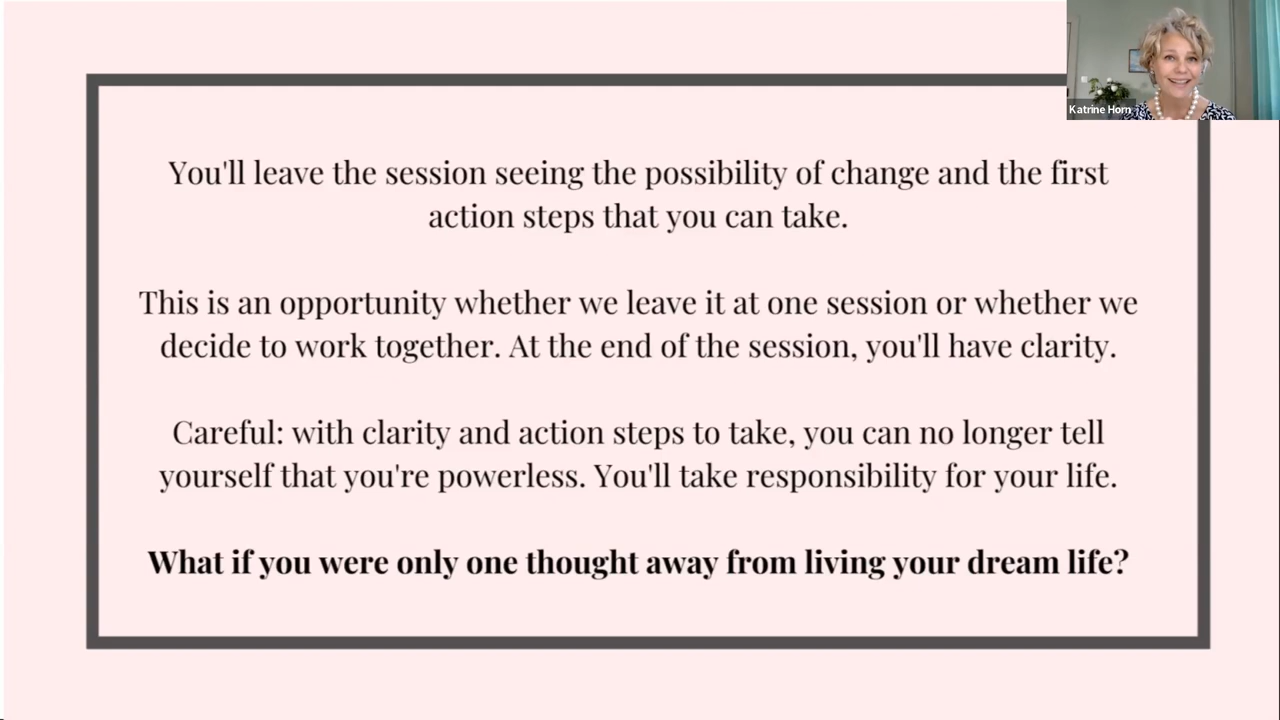 Katrine Horn
You'll leave the session seeing the possibility of change and the first
action steps that you can take.
This is an opportunity whether we leave it at one session or whether we
decide to work together. At the end of the session, you'll have clarity.
Careful: with clarity and action steps to take, you can no longer tell
yourself that you're powerless. You'll take responsibility for your life.
What if you were only one thought away from living your dream life?